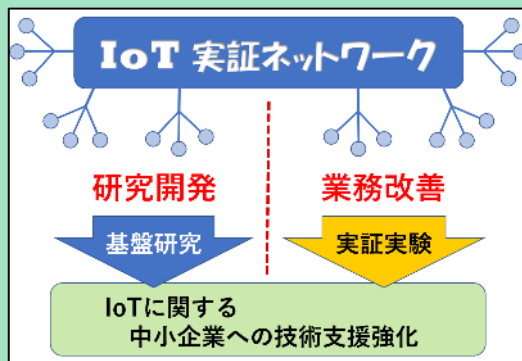 IoT 実証ネットワーク
研究開発
業務改善
基盤研究
実証実験
IoTに関する
中小企業への技術支援強化